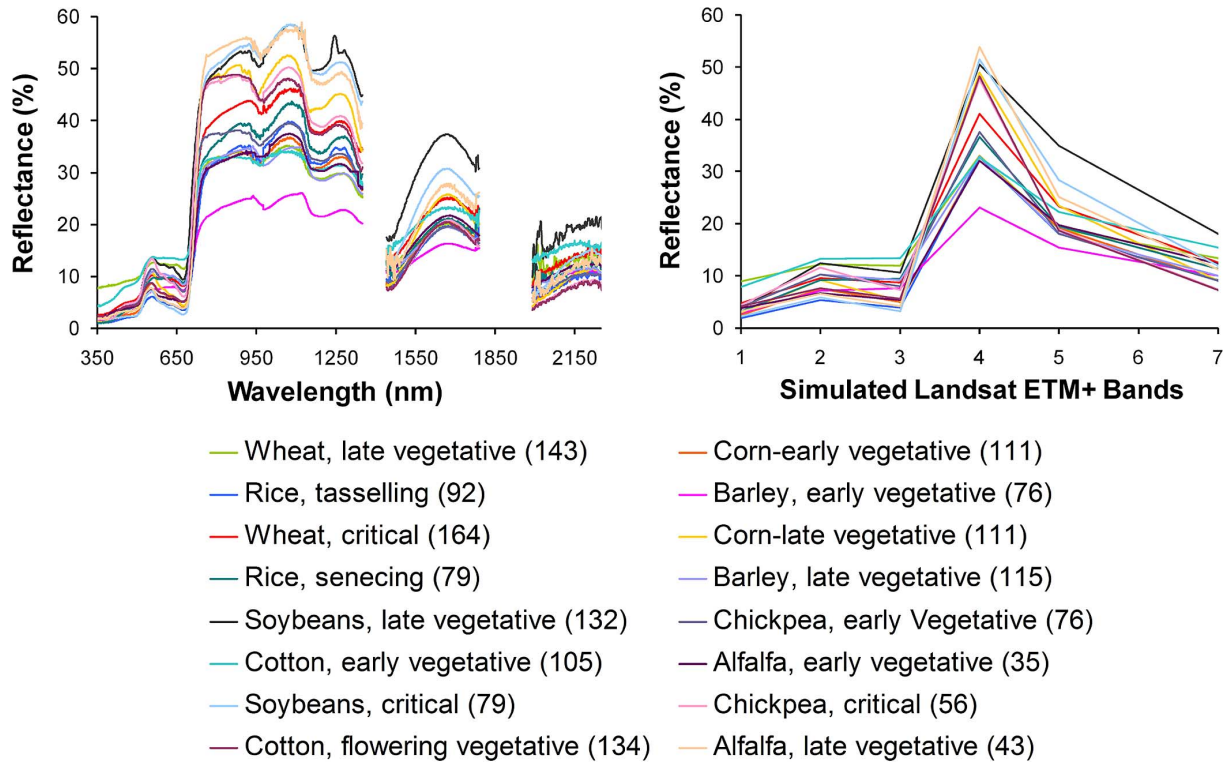 60
50
40
30
20
10
0
Reflectance (%)
350 650 950 1250 1550 1850 2150
Wavelength (nm)
60
50
40
30
20
10
0
Reflectance (%)
1 2 3 4 5 6 7
Simulated Landsat ETM+ Bands
Wheat, late vegetative (143)
Rice, tasselling (92)
Wheat, critical (164)
Rice, senecing (79)
Soybeans, late vegetative (132)
Cotton, early vegetative (105)
Soybeans, critical (79)
Cotton, flowering vegetative (134)
Corn-early vegetative (111)
Barley, early vegetative (76)
Corn-late vegetative (111)
Barley, late vegetative (115)
Chickpea, early Vegetative (76)
Alfalfa, early vegetative (35)
Chickpea, critical (56)
Alfalfa, late vegetative (43)